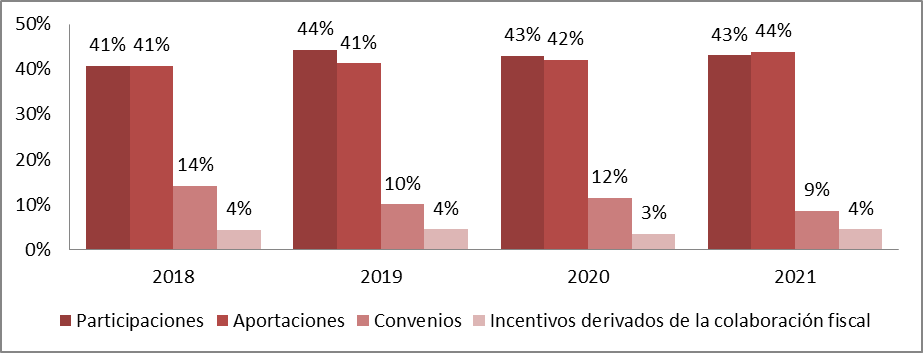 50%
40%
30%
20%
10%
0%
41% 41% 14% 4%
44% 41% 10% 4%
43% 42% 12% 3%
43% 44% 9% 4%
2018 2019 2020 2021
Participaciones Aportaciones Convenios Incentivos derivados de la colaboración fiscal